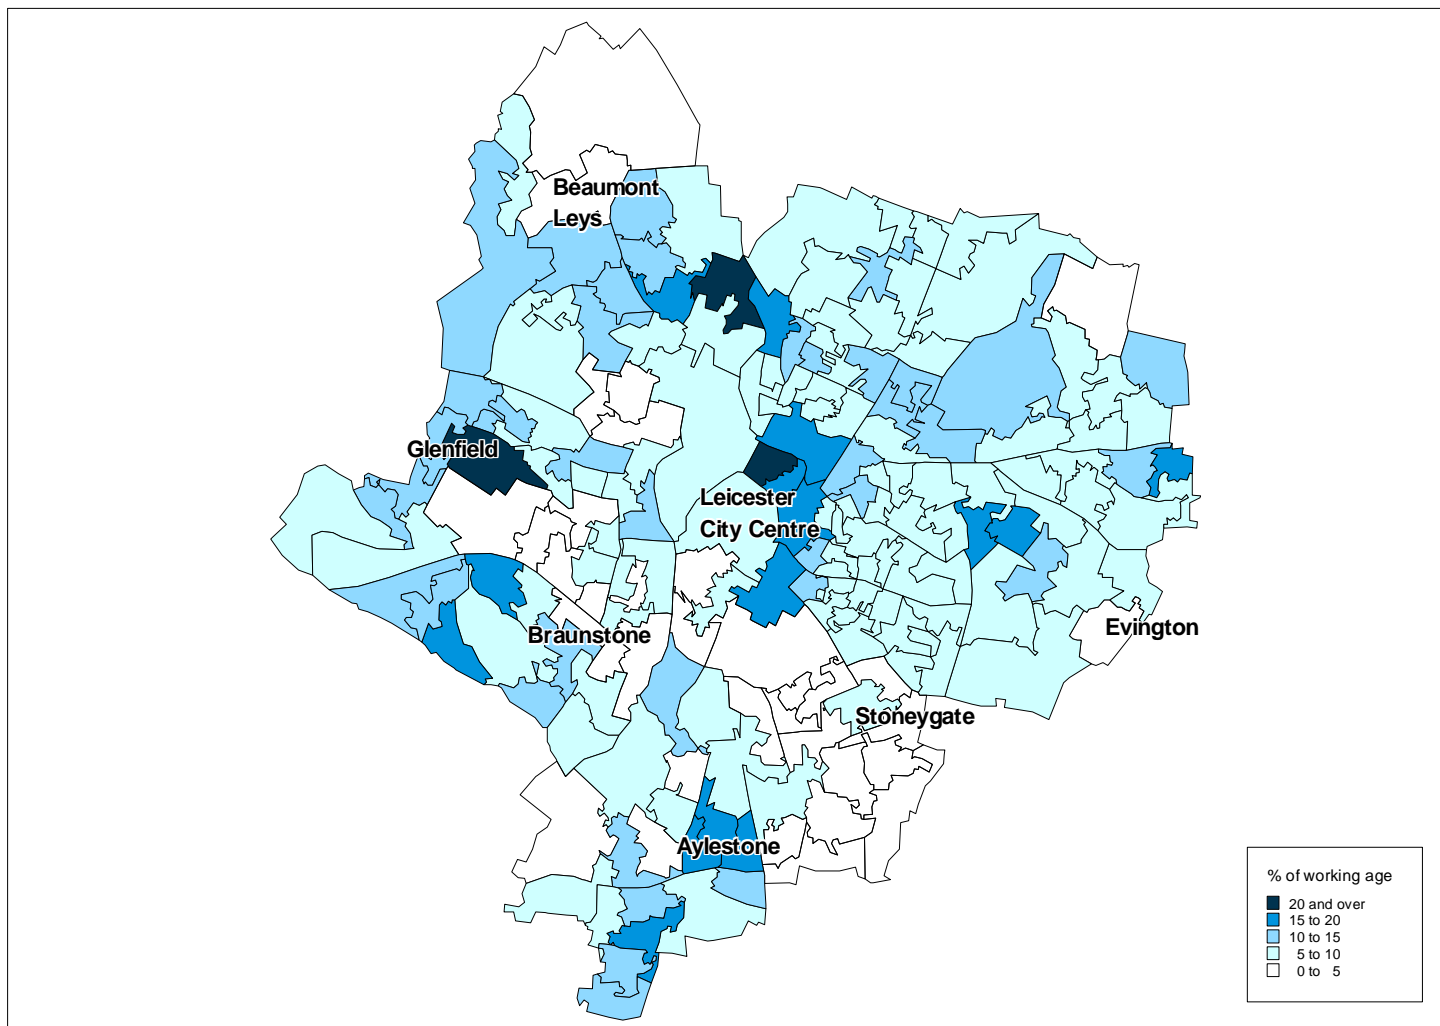 Beaumont
Leys
Glenfield
Leicester
City Centre
Braunstone
Evington
Stoneygate
Aylestone
% of working age
20 and over
15 to 20
10 to 15
5 to 10
0 to 5